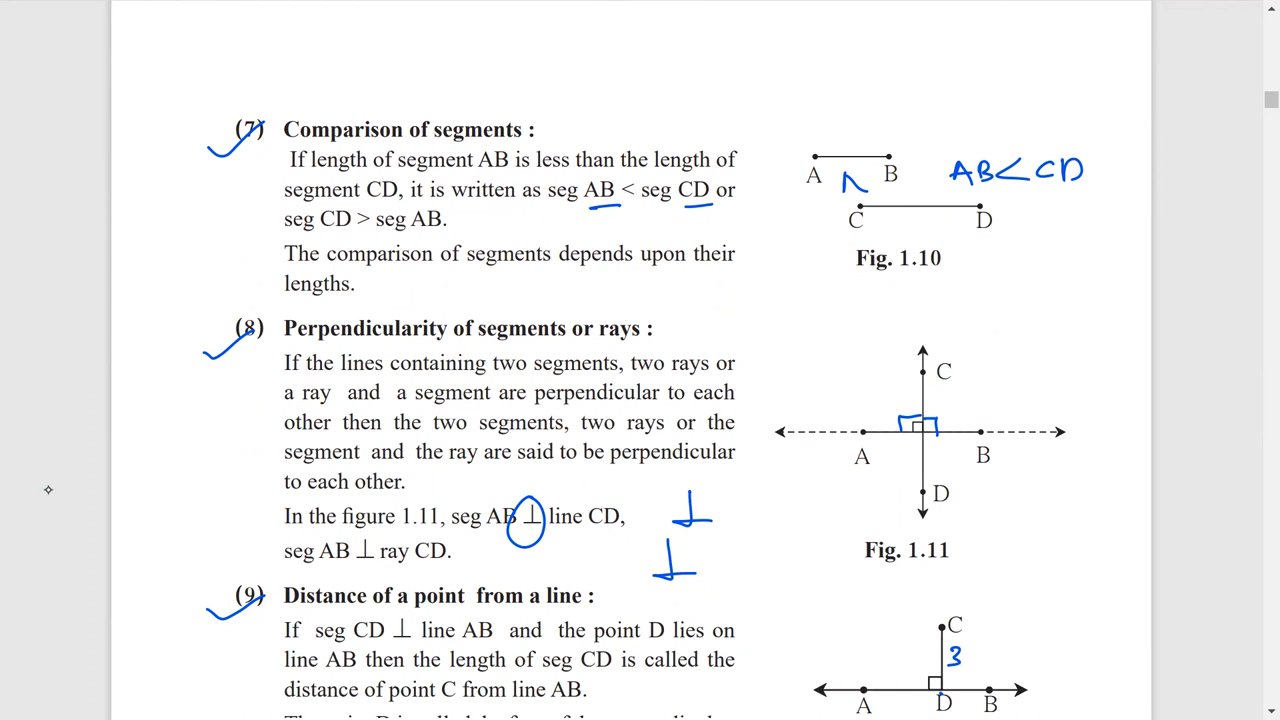 (7) Comparison of segments :
If length of segment AB is less than the length of
segment CD, it is written as seg AB < seg CD or
seg CD > seg AB.
The comparison of segments depends upon their
lengths.
A B
AB < CD
C D
Fig. 1.10
(8) Perpendicularity of segments or rays :
If the lines containing two segments, two rays or
a ray and a segment are perpendicular to each
other then the two segments, two rays or the
segment and the ray are said to be perpendicular
to each other.
In the figure 1.11, seg AB ⊥ line CD,
seg AB ⊥ ray CD.
⊥
⊥
C
A B
D
Fig. 1.11
(9) Distance of a point from a line :
If seg CD ⊥ line AB and the point D lies on
line AB then the length of seg CD is called the
distance of point C from line AB.
C
3
A D B